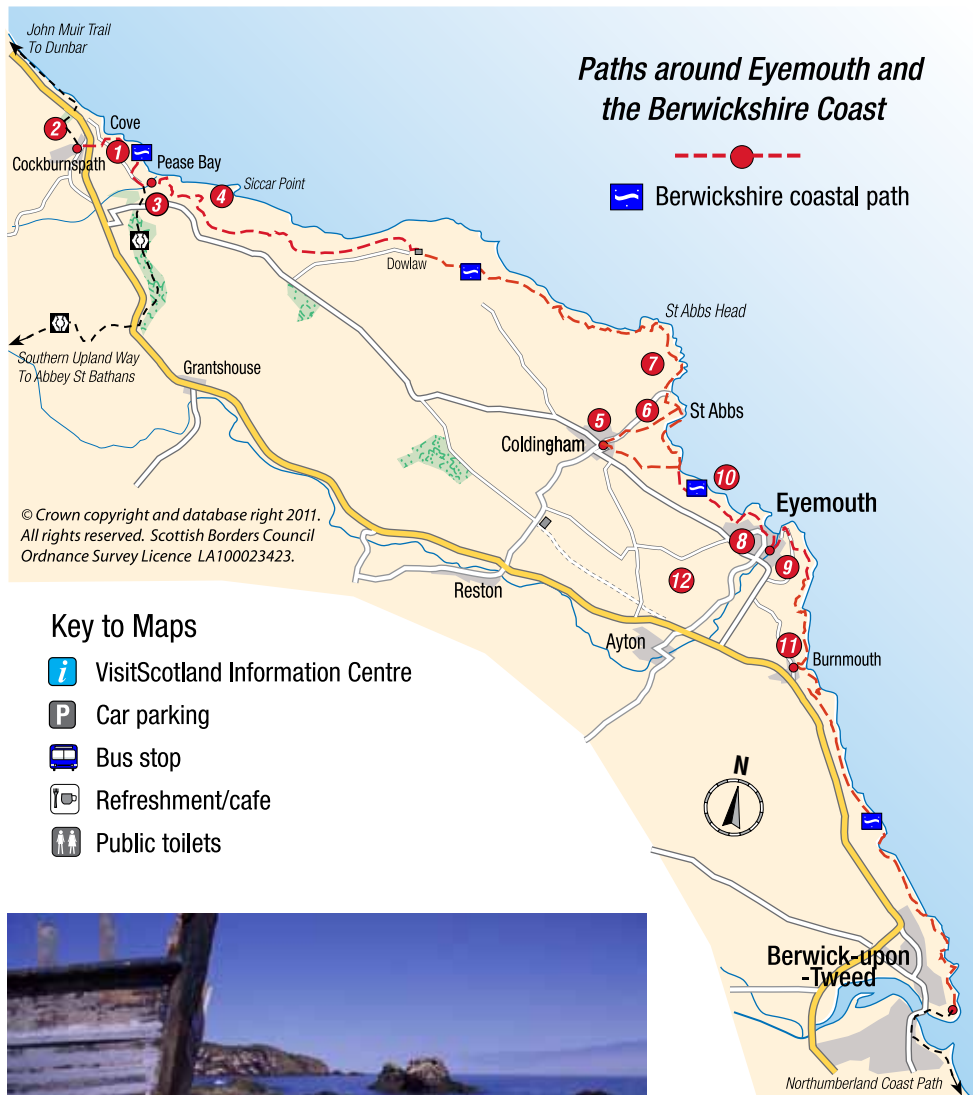 John Muir Trail
To Dunbar
Paths around Eyemouth and
the Berwickshire Coast
Berwickshire coastal path
Cove
2
1
Cockburnspath
Pease Bay
Siccar Point
3
4
Dowlaw
St Abbs Head
Southern Upland Way
To Abbey St Bathans
Grantshouse
7
6
St Abbs
5
Coldingham
10
Eyemouth
8
9
© Crown copyright and database right 2011.
All rights reserved. Scottish Borders Council
Ordnance Survey Licence LA100023423.
12
Reston
Ayton
11
Burnmouth
Key to Maps
i VisitScotland Information Centre
P Car parking
Bus stop
Refreshment/cafe
Public toilets
N
Berwick-upon
-Tweed
Northumberland Coast Path